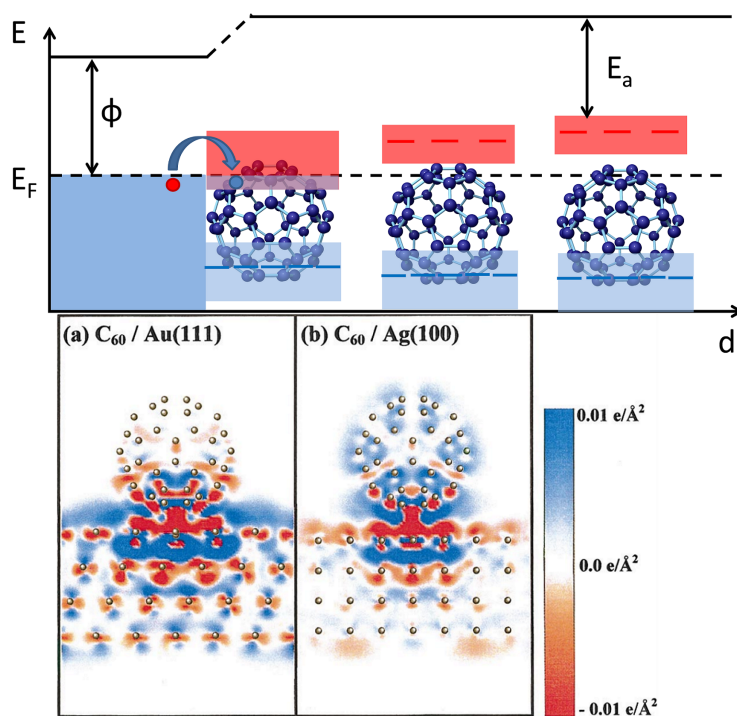 E
ϕ
E_a
E_F
d
(a) C₆₀ / Au(111)
(b) C₆₀ / Ag(100)
0.01 e/Å²
0.0 e/Å²
- 0.01 e/Å²